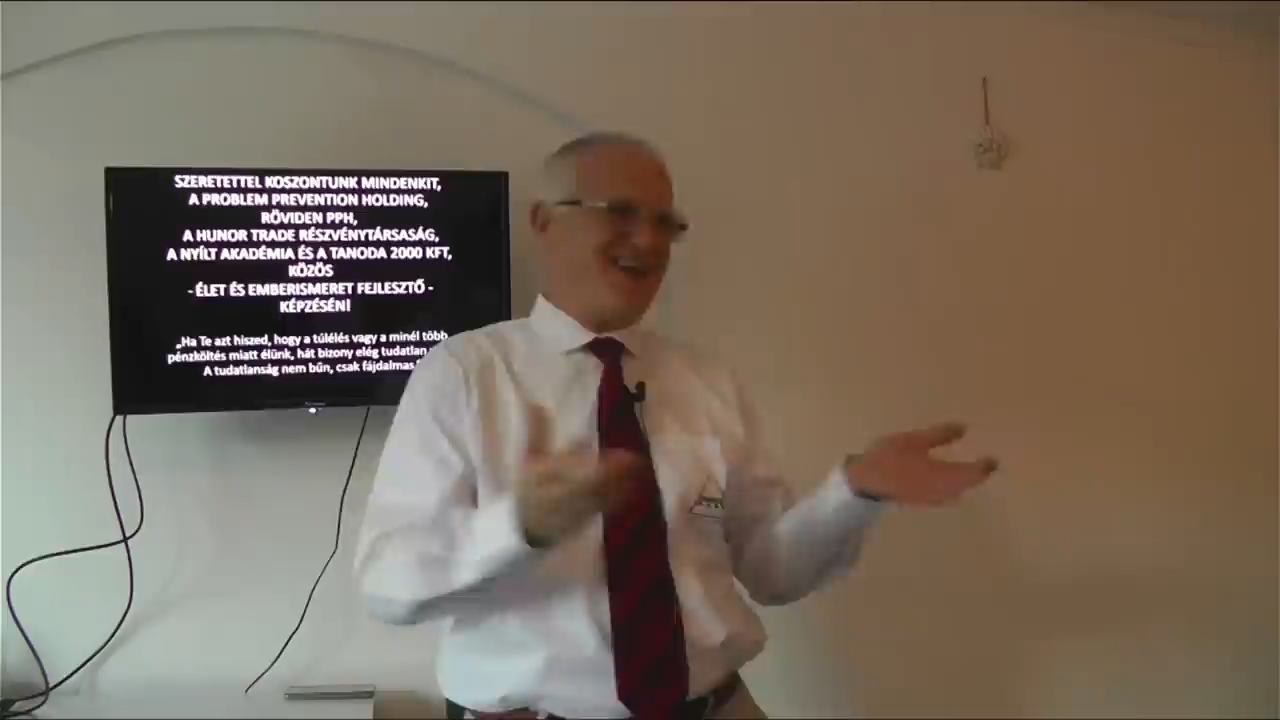 SZERETETTEL KÖSZÖNTÜNK MINDENKIT,
A PROBLEM PREVENTION HOLDING,
RÖVIDEN PPH,
A HUNOR TRADE RÉSZVÉNYTÁRSASÁG,
A NYÍLT AKADÉMIA ÉS A TANODA 2000 KFT,
KÖZÖS
- ÉLET ÉS EMBERISMERET FEJLESZTŐ -
KÉPZÉSÉN!
„Ha Te azt hiszed, hogy a túlélés vagy a minél több
pénzköltés miatt élünk, hát bizony elég tudatlan
A tudatlanság nem bűn, csak fájdalmas